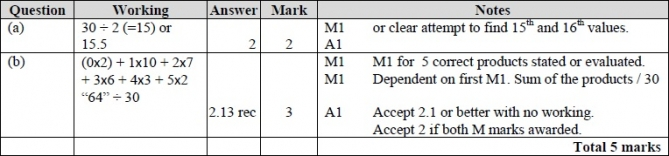 Question Working Answer Mark Notes
(a) 30 ÷ 2 (=15) or M1 or clear attempt to find 15th and 16th values.
15.5 2 2 A1
(b) (0x2) + 1x10 + 2x7 M1 M1 for 5 correct products stated or evaluated.
+ 3x6 + 4x3 + 5x2 M1 Dependent on first M1. Sum of the products / 30
“64” ÷ 30
2.13 rec 3 A1 Accept 2.1 or better with no working.
Accept 2 if both M marks awarded.
Total 5 marks